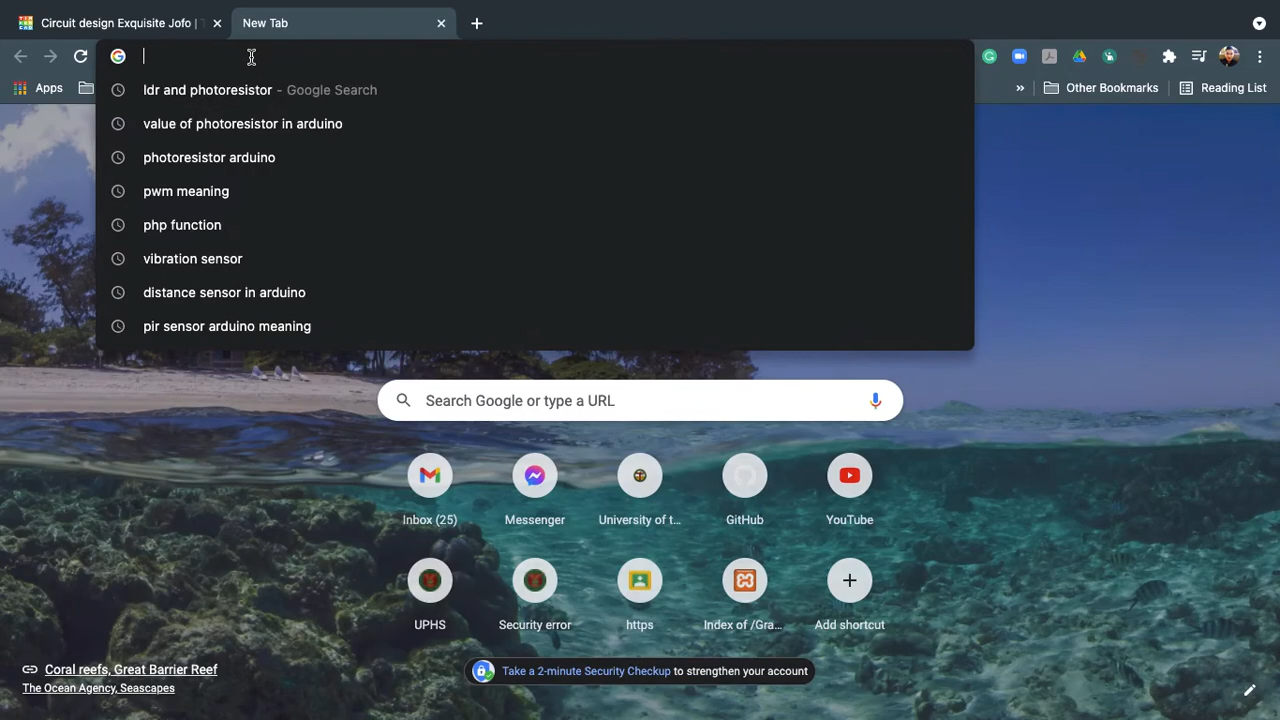 Circuit design Exquisite Jofo | T
New Tab
ldr and photoresistor - Google Search
Apps
Other Bookmarks
Reading List
value of photoresistor in arduino
photoresistor arduino
pwm meaning
php function
vibration sensor
distance sensor in arduino
pir sensor arduino meaning
Search Google or type a URL
Inbox (25)
Messenger
University of t...
GitHub
YouTube
UPHS
Security error
https
Index of /Gra...
Add shortcut
Coral reefs, Great Barrier Reef
The Ocean Agency, Seascapes
Take a 2-minute Security Checkup to strengthen your account